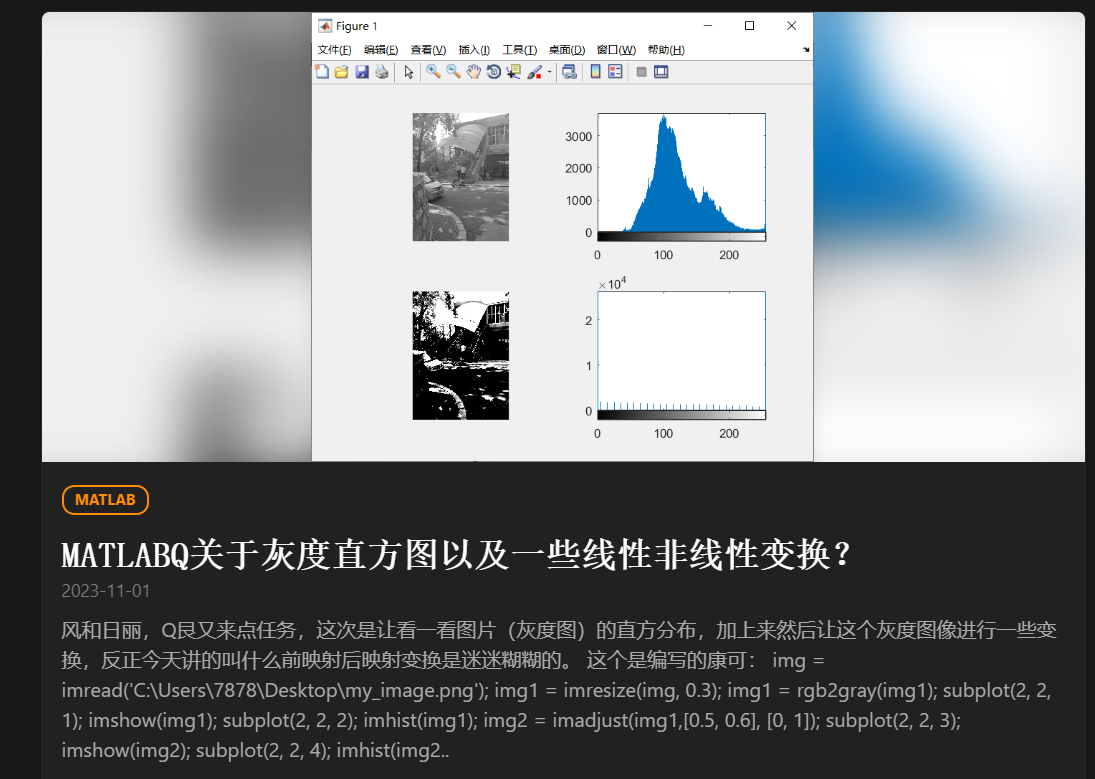 Figure 1
文件(F) 编辑(E) 查看(V) 插入(I) 工具(T) 桌面(D) 窗口(W) 帮助(H)
3000
2000
1000
0
0 100 200
×10⁴
2
1
0
0 100 200
MATLAB
MATLABQ关于灰度直方图以及一些线性非线性变换？
2023-11-01
风和日丽，Q艮又来点任务，这次是让看一看图片（灰度图）的直方分布，加上来然后让这个灰度图像进行一些变
换，反正今天讲的叫什么前映射后映射变换是迷迷糊糊的。 这个是编写的康可： img =
imread('C:\Users\7878\Desktop\my_image.png'); img1 = imresize(img, 0.3); img1 = rgb2gray(img1); subplot(2, 2,
1); imshow(img1); subplot(2, 2, 2); imhist(img1); img2 = imadjust(img1,[0.5, 0.6], [0, 1]); subplot(2, 2, 3);
imshow(img2); subplot(2, 2, 4); imhist(img2..